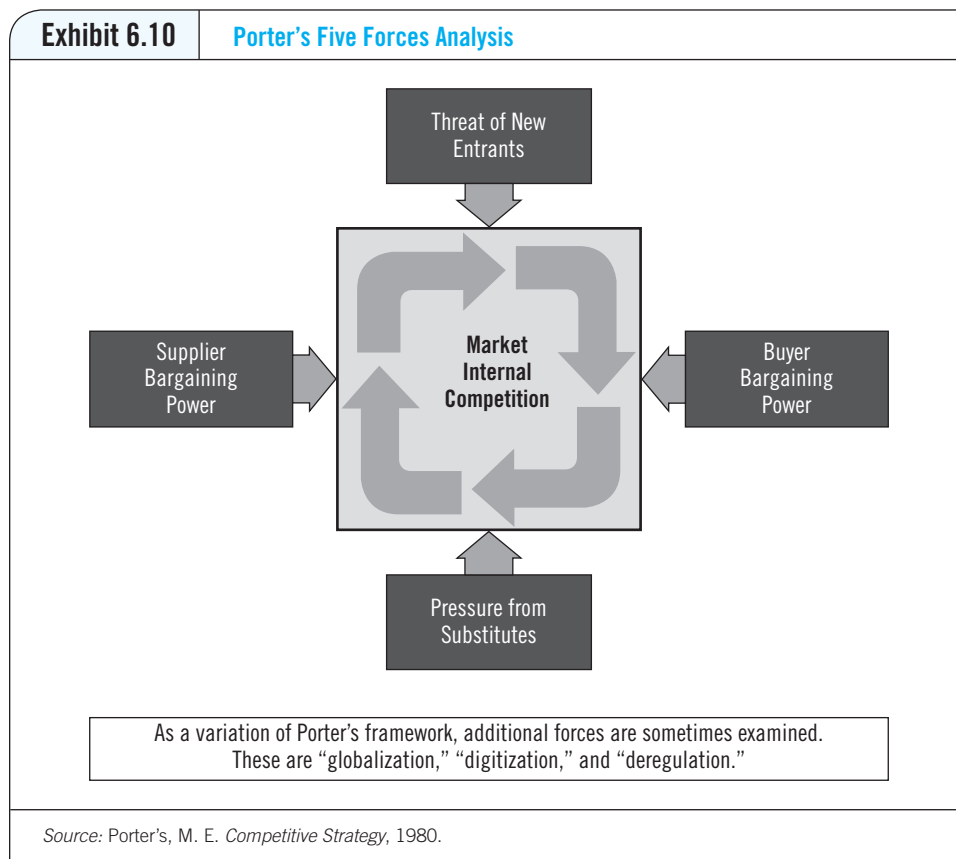 Exhibit 6.10
Porter’s Five Forces Analysis
Threat of New
Entrants
Supplier
Bargaining
Power
Market
Internal
Competition
Buyer
Bargaining
Power
Pressure from
Substitutes
As a variation of Porter’s framework, additional forces are sometimes examined.
These are “globalization,” “digitization,” and “deregulation.”
Source: Porter’s, M. E. Competitive Strategy, 1980.